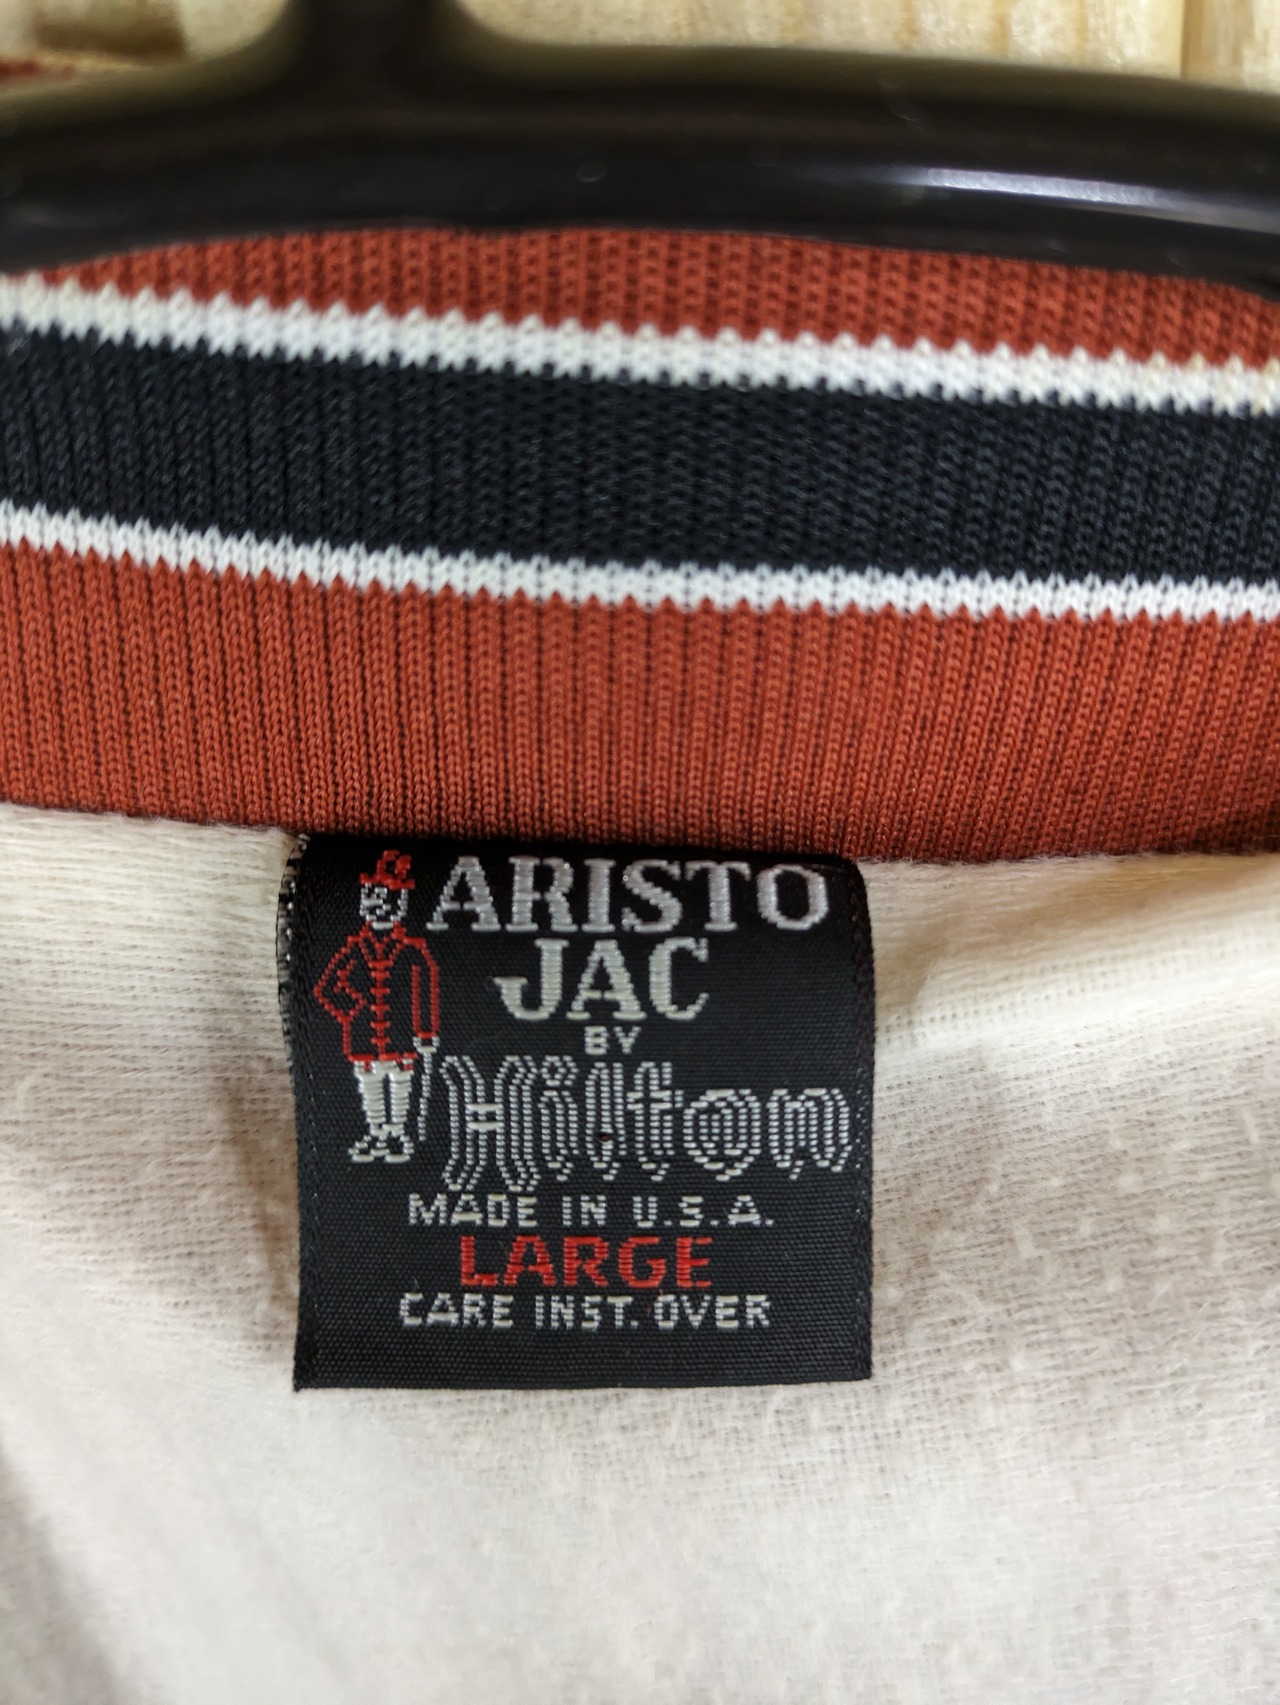 ARISTO
JAC
BY
Hilton
MADE IN U.S.A.
LARGE
CARE INST. OVER